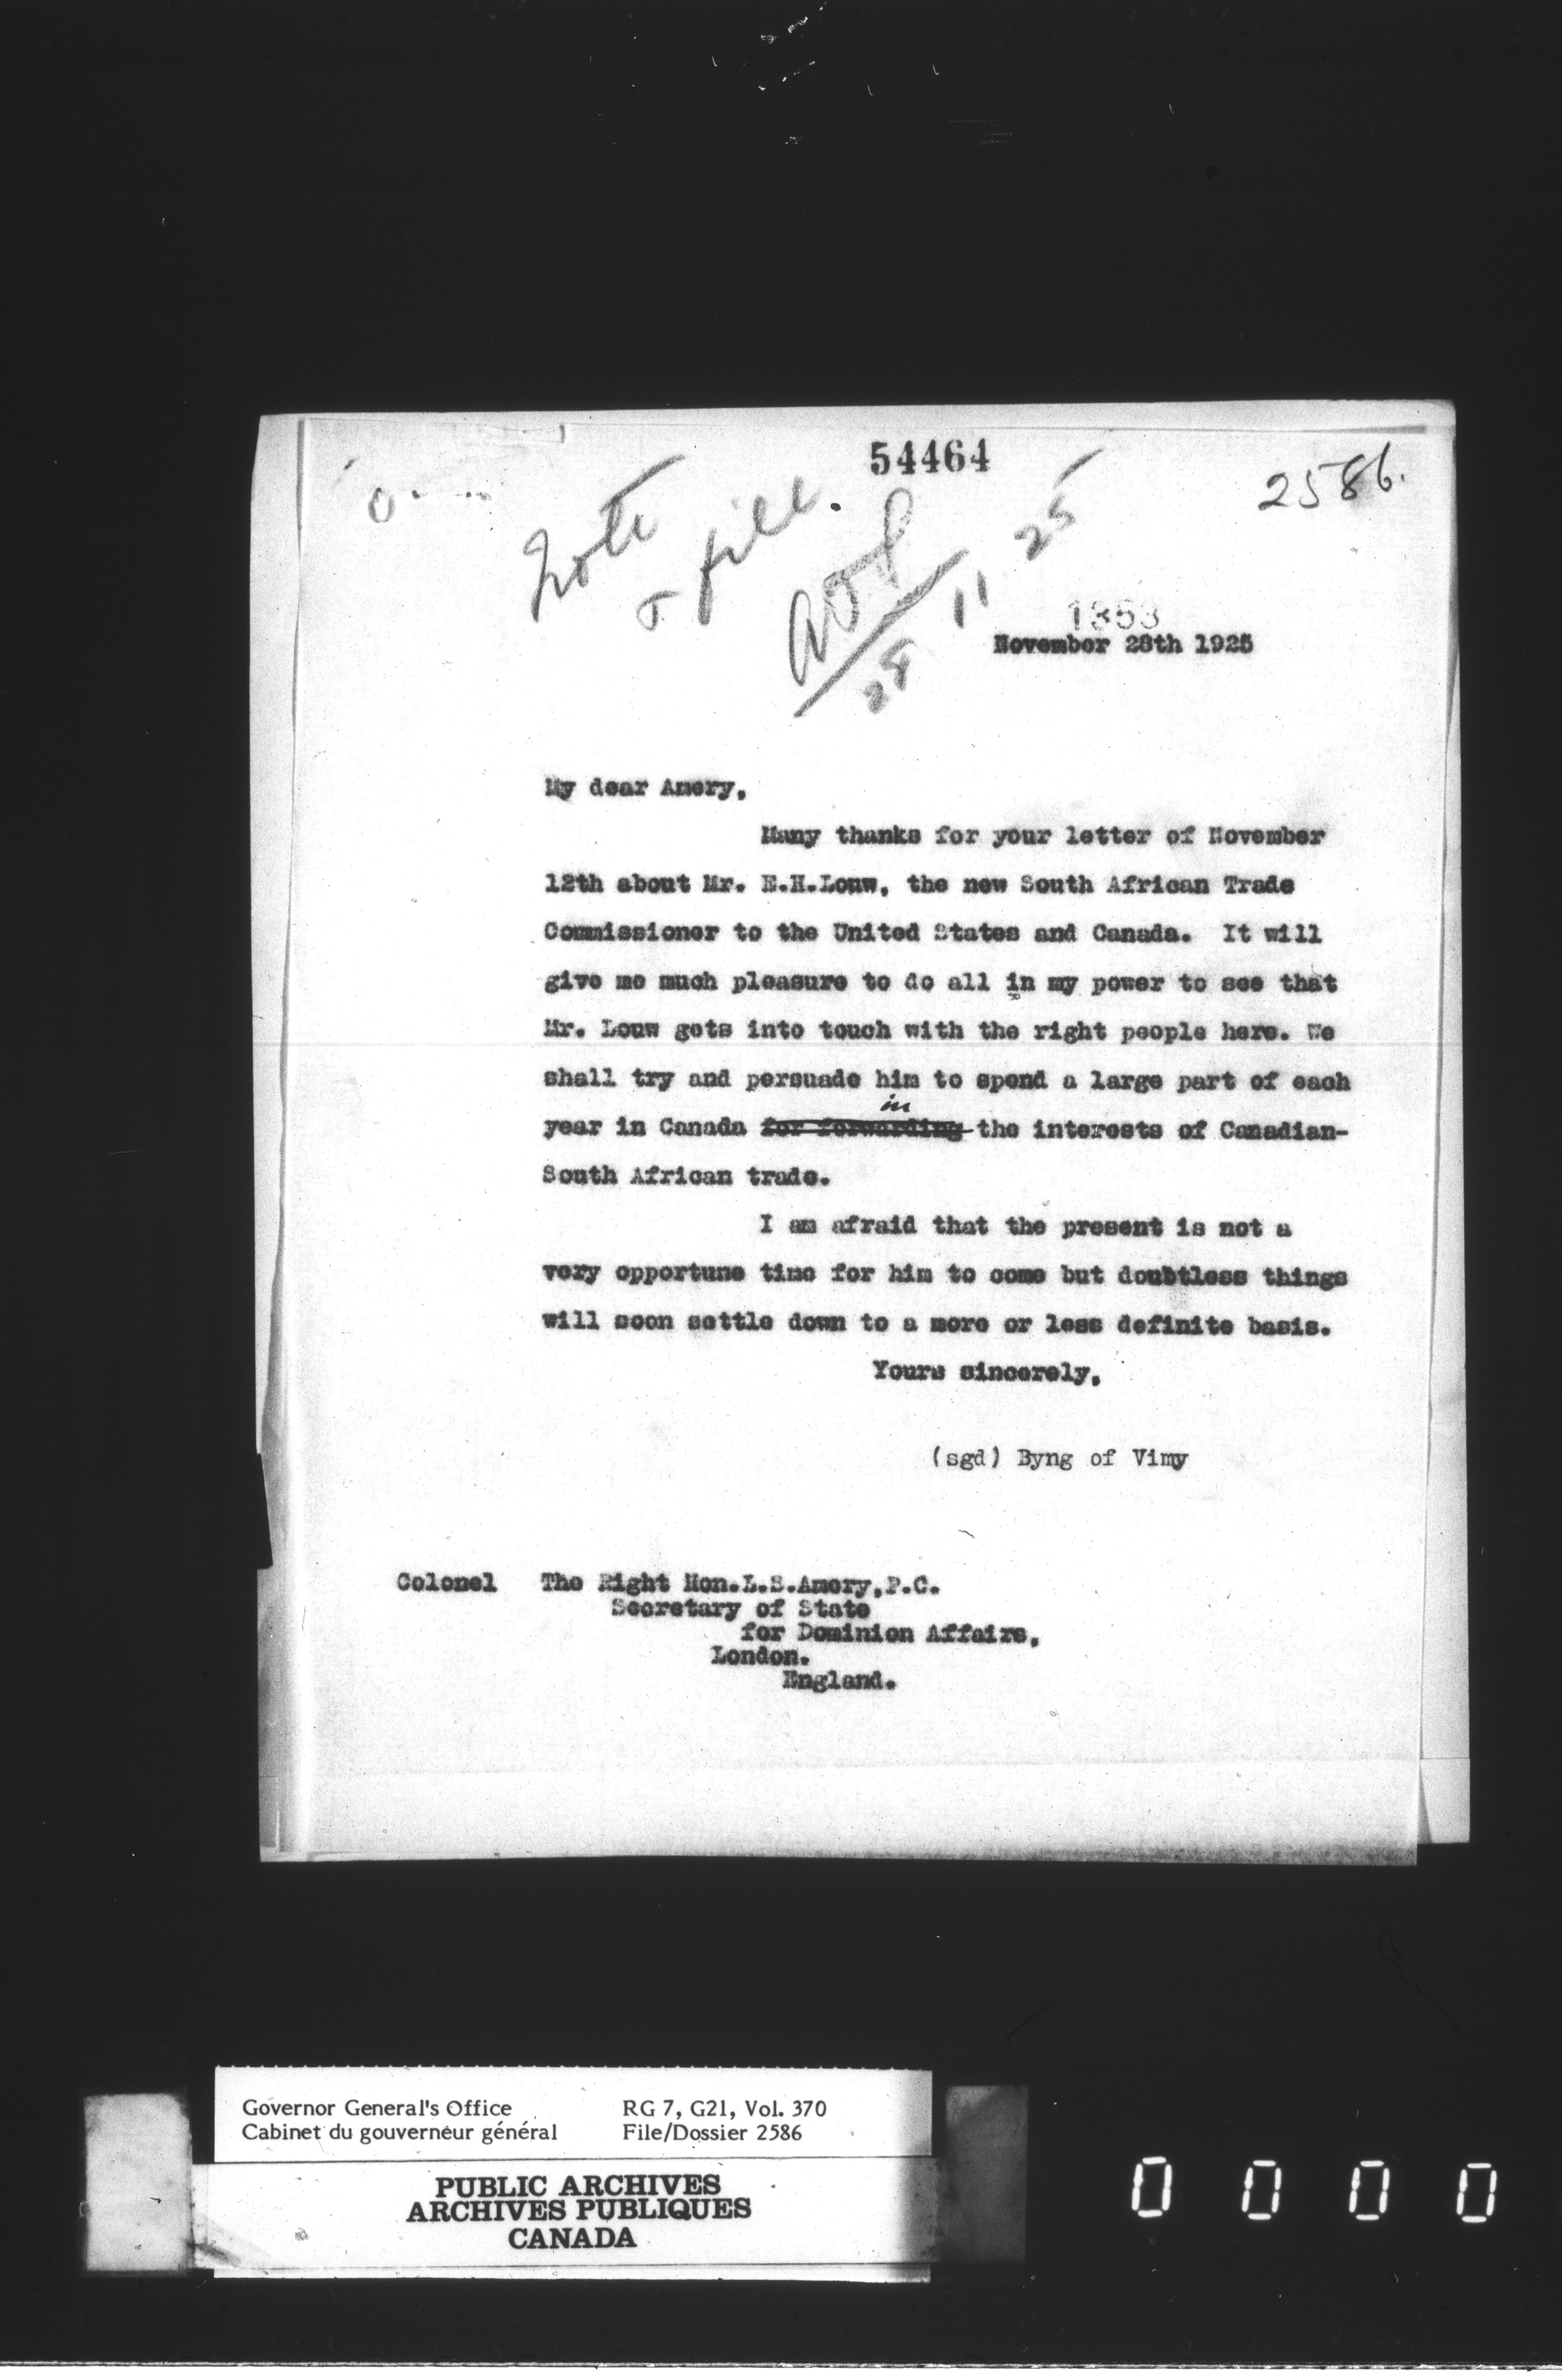 54464
2586.
Note
& file.
28 11 25
1353
November 28th 1925
My dear Amery,
Many thanks for your letter of November
12th about Mr. E.H.Louw, the new South African Trade
Commissioner to the United States and Canada. It will
give me much pleasure to do all in my power to see that
Mr. Louw gets into touch with the right people here. We
shall try and persuade him to spend a large part of each
in
year in Canada for forwarding the interests of Canadian-
South African trade.
I am afraid that the present is not a
very opportune time for him to come but doubtless things
will soon settle down to a more or less definite basis.
Yours sincerely,
(sgd) Byng of Vimy
Colonel The Right Hon.L.S.Amery,P.C.
Secretary of State
for Dominion Affairs,
London.
England.
Governor General's Office RG 7, G21, Vol. 370
Cabinet du gouverneur général File/Dossier 2586
PUBLIC ARCHIVES
ARCHIVES PUBLIQUES
CANADA
0 0 0 0